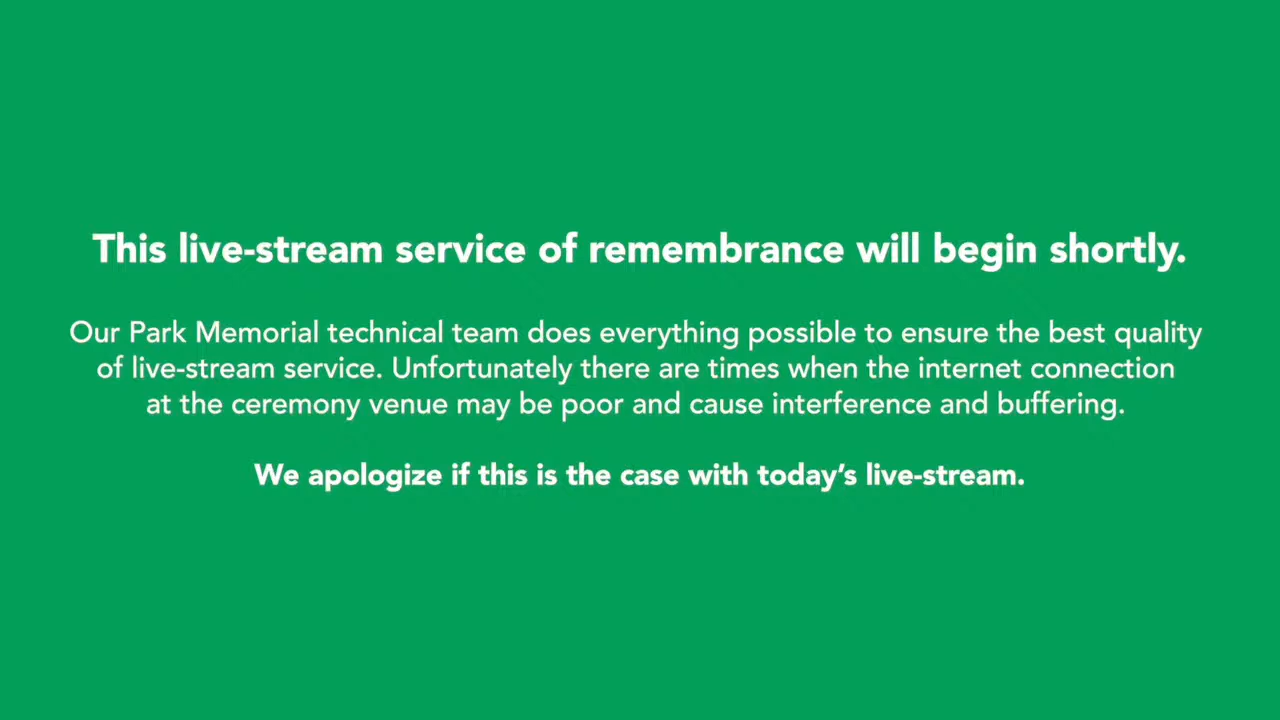 This live-stream service of remembrance will begin shortly.
Our Park Memorial technical team does everything possible to ensure the best quality
of live-stream service. Unfortunately there are times when the internet connection
at the ceremony venue may be poor and cause interference and buffering.
We apologize if this is the case with today’s live-stream.